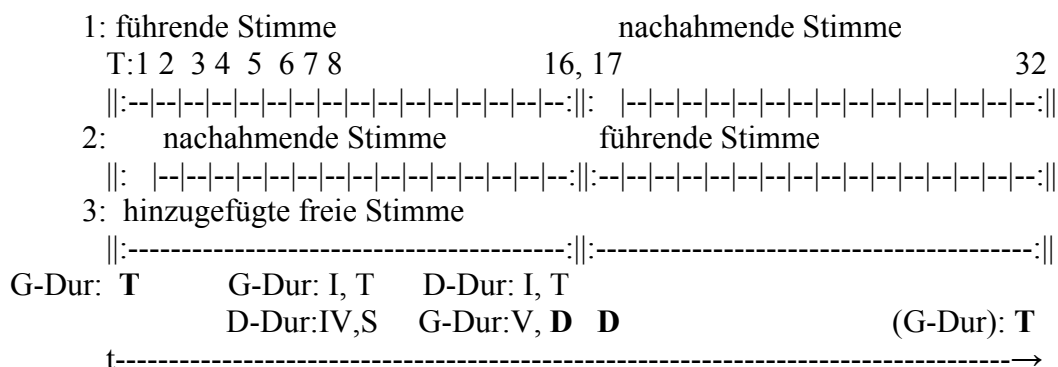 1: führende Stimme nachahmende Stimme
T:1 2 3 4 5 6 7 8 16, 17 32
||:--|--|--|--|--|--|--|--|--|--|--|--|--|--|--|--:||: |--|--|--|--|--|--|--|--|--|--|--|--|--|--|--:||
2: nachahmende Stimme führende Stimme
||: |--|--|--|--|--|--|--|--|--|--|--|--|--|--|--:||:--|--|--|--|--|--|--|--|--|--|--|--|--|--|--|--:||
3: hinzugefügte freie Stimme
||:------------------------------------------:||:------------------------------------------:||
G-Dur: T G-Dur: I, T D-Dur: I, T
D-Dur:IV,S G-Dur:V, D D (G-Dur): T
t--------------------------------------------------------------------------------------→